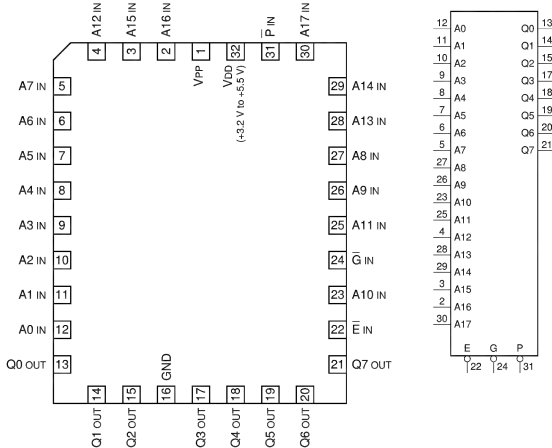 A12 IN
A15 IN
A16 IN
P IN
A17 IN
4
3
2
1
32
31
30
VPP
VDD
(+3.2 V to +5.5 V)
A7 IN 5
29 A14 IN
A6 IN 6
28 A13 IN
A5 IN 7
27 A8 IN
A4 IN 8
26 A9 IN
A3 IN 9
25 A11 IN
A2 IN 10
24 G IN
A1 IN 11
23 A10 IN
A0 IN 12
22 E IN
Q0 OUT 13
21 Q7 OUT
GND
14
15
16
17
18
19
20
Q1 OUT
Q2 OUT
Q3 OUT
Q4 OUT
Q5 OUT
Q6 OUT
12 A0 Q0 13
11 A1 Q1 14
10 A2 Q2 15
9 A3 Q3 17
8 A4 Q4 18
7 A5 Q5 19
6 A6 Q6 20
5 A7 Q7 21
27 A8
26 A9
23 A10
25 A11
4 A12
28 A13
29 A14
3 A15
2 A16
30 A17
E G P
22 24 31